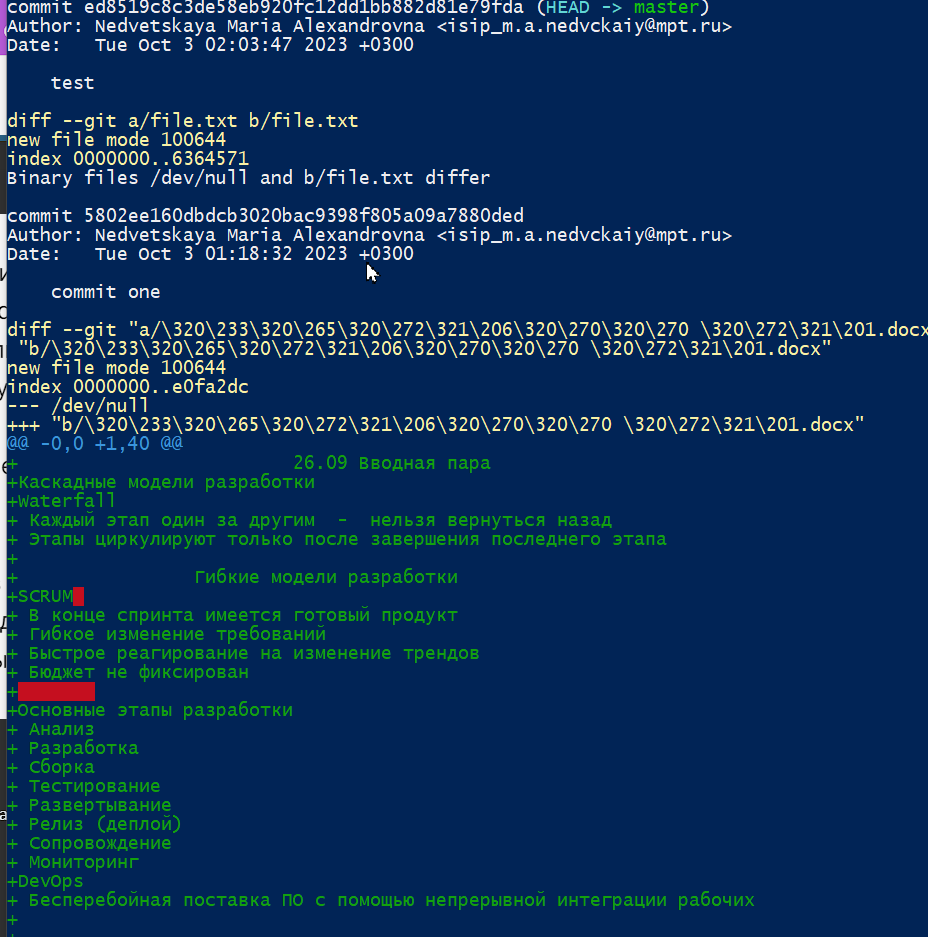 commit ed8519c8c3de58eb920fc12dd1bb882d81e79fda (HEAD -> master)
Author: Nedvetskaya Maria Alexandrovna <isip_m.a.nedvckaiy@mpt.ru>
Date:   Tue Oct 3 02:03:47 2023 +0300
    test
diff --git a/file.txt b/file.txt
new file mode 100644
index 0000000..6364571
Binary files /dev/null and b/file.txt differ
commit 5802ee160dbdcb3020bac9398f805a09a7880ded
Author: Nedvetskaya Maria Alexandrovna <isip_m.a.nedvckaiy@mpt.ru>
Date:   Tue Oct 3 01:18:32 2023 +0300
    commit one
diff --git "a/\320\233\320\265\320\272\321\206\320\270\320\270 \320\272\321\201.docx
 "b/\320\233\320\265\320\272\321\206\320\270\320\270 \320\272\321\201.docx"
new file mode 100644
index 0000000..e0fa2dc
--- /dev/null
+++ "b/\320\233\320\265\320\272\321\206\320\270\320\270 \320\272\321\201.docx"
@@ -0,0 +1,40 @@
+                         26.09 Вводная пара
+Каскадные модели разработки
+Waterfall
+ Каждый этап один за другим  -  нельзя вернуться назад
+ Этапы циркулируют только после завершения последнего этапа
+
+                Гибкие модели разработки
+SCRUM
+ В конце спринта имеется готовый продукт
+ Гибкое изменение требований
+ Быстрое реагирование на изменение трендов
+ Бюджет не фиксирован
+
+Основные этапы разработки
+ Анализ
+ Разработка
+ Сборка
+ Тестирование
+ Развертывание
+ Релиз (деплой)
+ Сопровождение
+ Мониторинг
+DevOps
+ Бесперебойная поставка ПО с помощью непрерывной интеграции рабочих
+